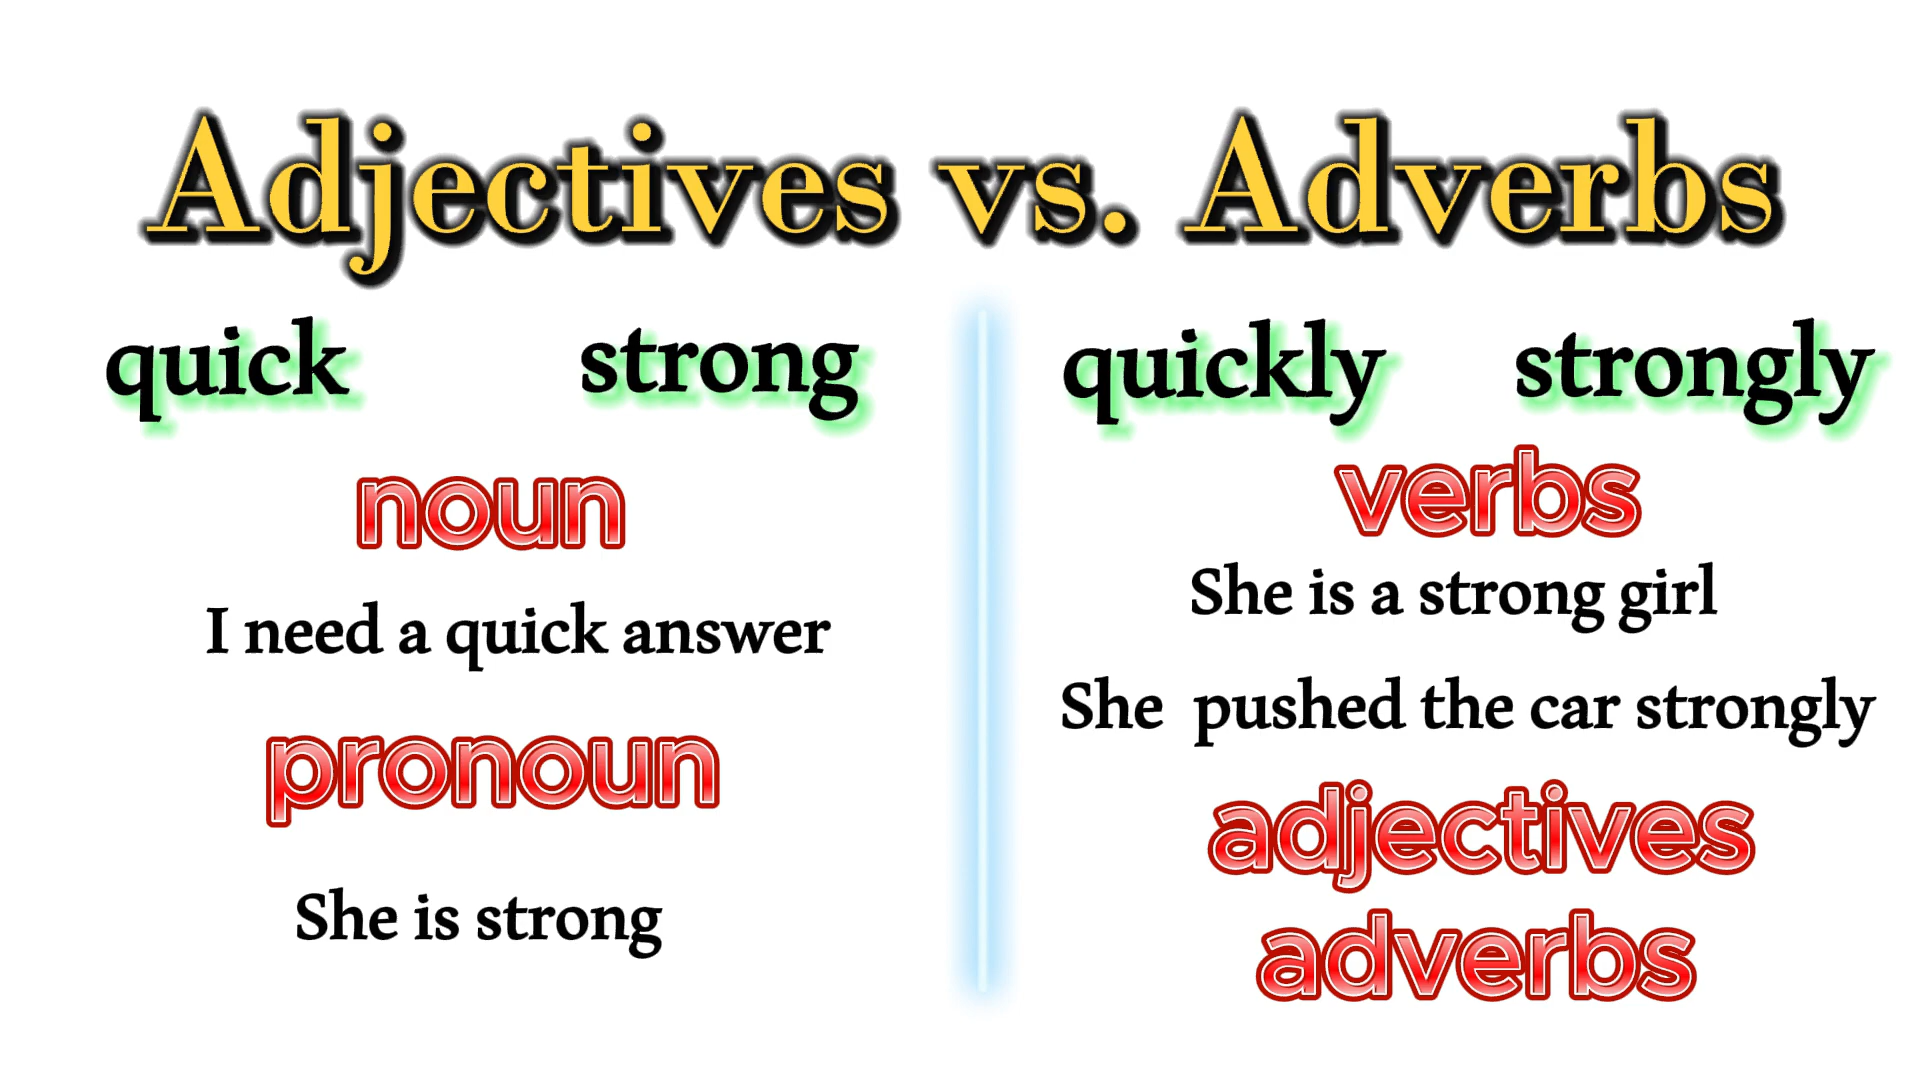 Adjectives vs. Adverbs
quick strong
noun
I need a quick answer
pronoun
She is strong
quickly strongly
verbs
She is a strong girl
She pushed the car strongly
adjectives
adverbs